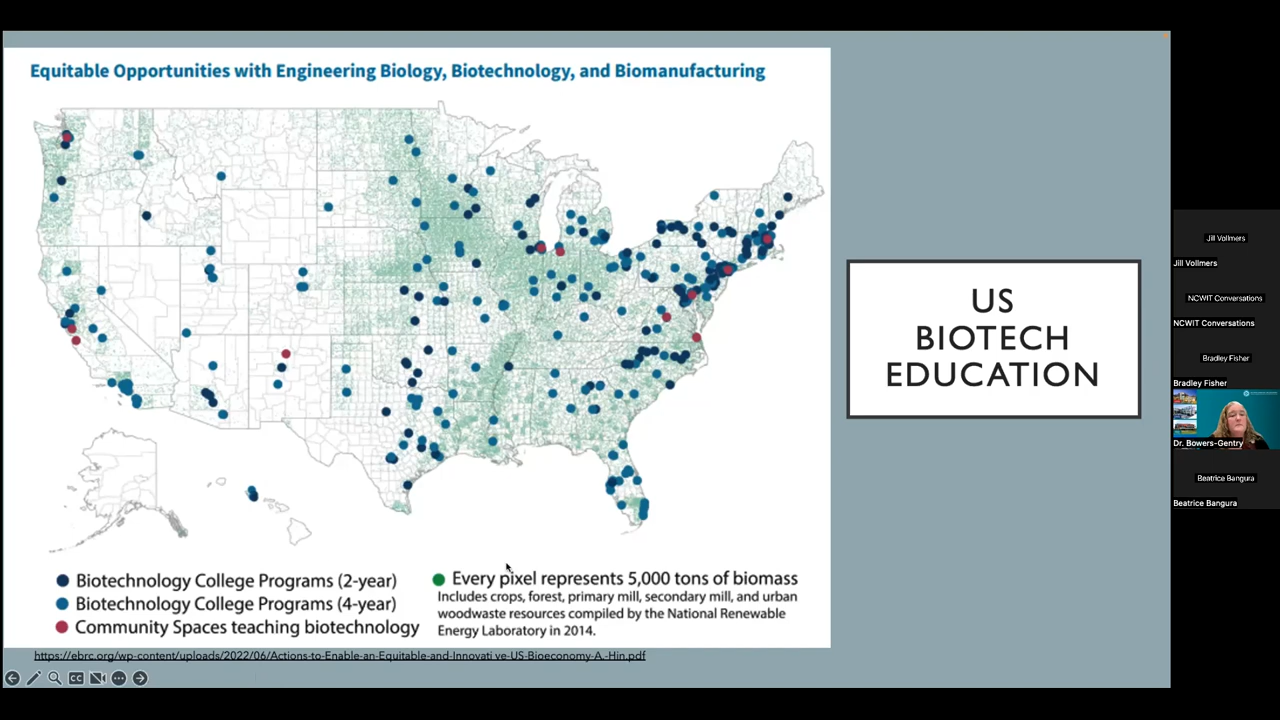 Equitable Opportunities with Engineering Biology, Biotechnology, and Biomanufacturing
US
BIOTECH
EDUCATION
Biotechnology College Programs (2-year)
Biotechnology College Programs (4-year)
Community Spaces teaching biotechnology
Every pixel represents 5,000 tons of biomass
Includes crops, forest, primary mill, secondary mill, and urban
woodwaste resources compiled by the National Renewable
Energy Laboratory in 2014.
https://ebrc.org/wp-content/uploads/2022/06/Actions-to-Enable-an-Equitable-and-Innovati ve-US-Bioeconomy-A.-Hin.pdf
CC
Jill Vollmers
Jill Vollmers
NCWIT Conversations
NCWIT Conversations
Bradley Fisher
Bradley Fisher
Dr. Bowers-Gentry
Beatrice Bangura
Beatrice Bangura